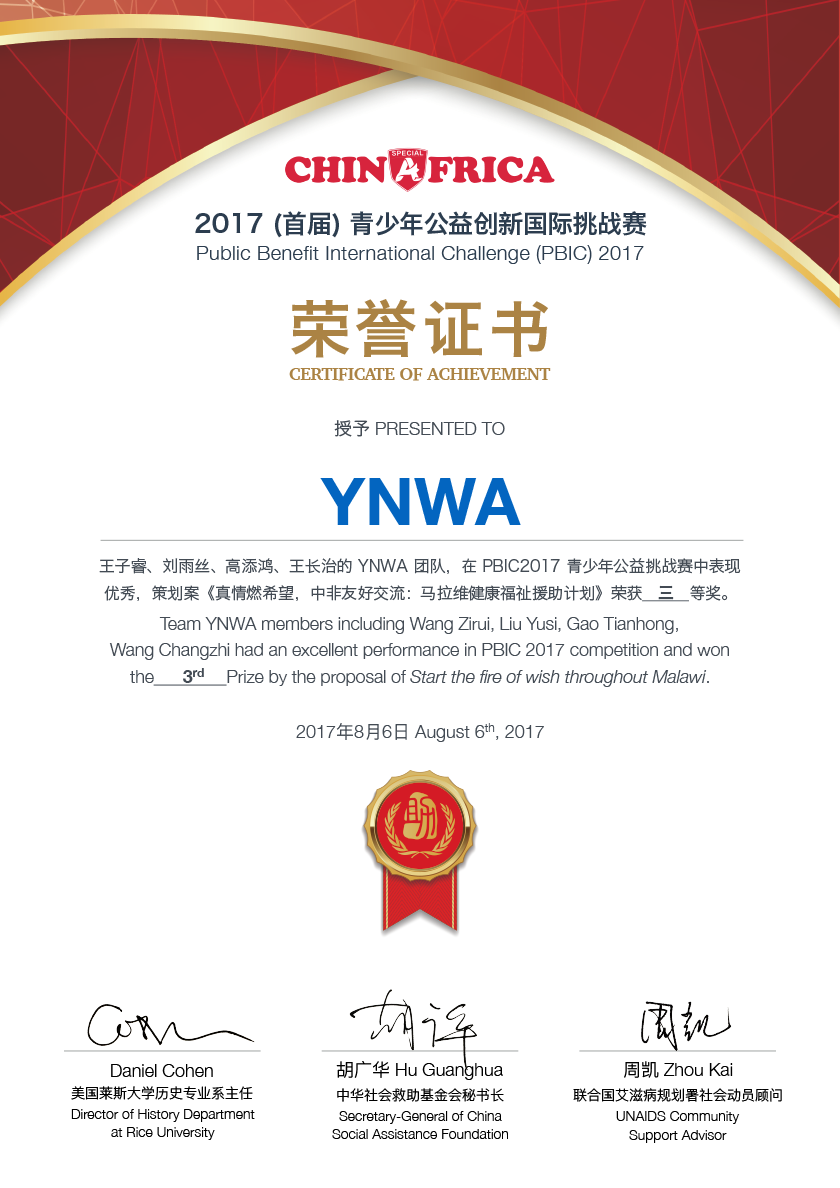 SPECIAL
CHINAFRICA
2017 (首届) 青少年公益创新国际挑战赛
Public Benefit International Challenge (PBIC) 2017
荣誉证书
CERTIFICATE OF ACHIEVEMENT
授予 PRESENTED TO
YNWA
王子睿、刘雨丝、高添鸿、王长治的 YNWA 团队，在 PBIC2017 青少年公益挑战赛中表现
优秀，策划案《真情燃希望，中非友好交流：马拉维健康福祉援助计划》荣获__三__等奖。
Team YNWA members including Wang Zirui, Liu Yusi, Gao Tianhong,
Wang Changzhi had an excellent performance in PBIC 2017 competition and won
the___3rd___Prize by the proposal of Start the fire of wish throughout Malawi.
2017年8月6日 August 6th, 2017
Daniel Cohen
美国莱斯大学历史专业系主任
Director of History Department
at Rice University
胡广华 Hu Guanghua
中华社会救助基金会秘书长
Secretary-General of China
Social Assistance Foundation
周凯
周凯 Zhou Kai
联合国艾滋病规划署社会动员顾问
UNAIDS Community
Support Advisor